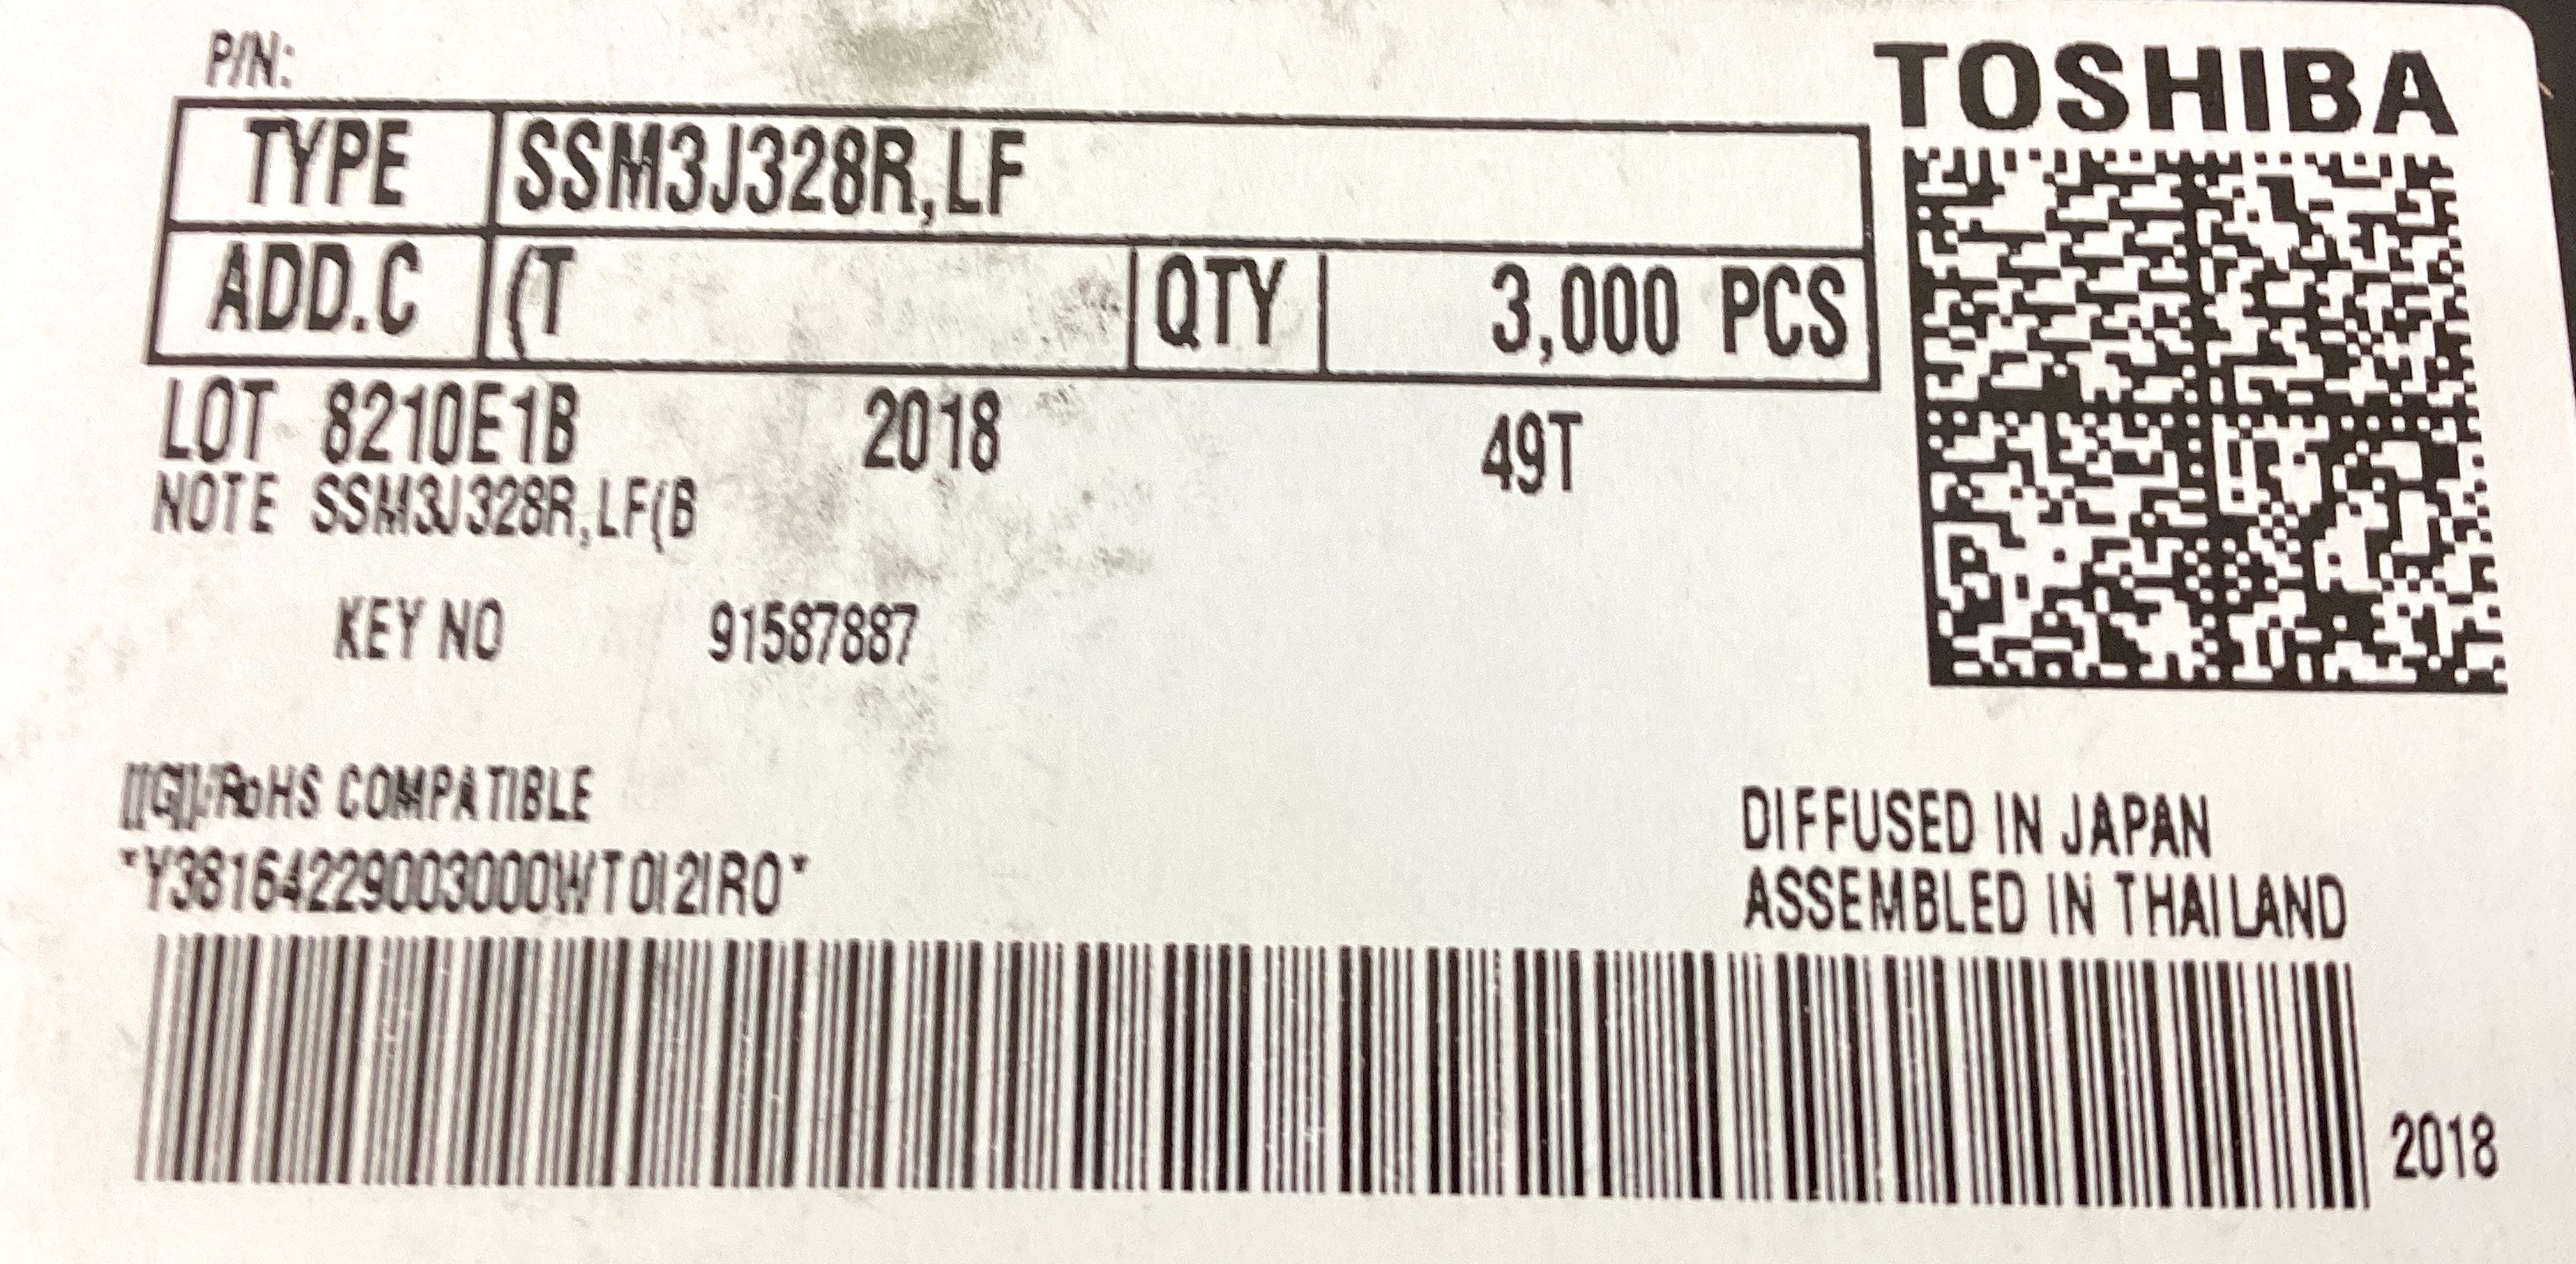 P/N:
TOSHIBA
TYPE SSM3J328R,LF
ADD.C (T QTY 3,000 PCS
LOT 8210E1B 2018 49T
NOTE SSM3J328R,LF(B
KEY NO 91587887
[[G]]/RoHS COMPATIBLE
*Y38164229003000WT0I2IRO*
DIFFUSED IN JAPAN
ASSEMBLED IN THAILAND
2018